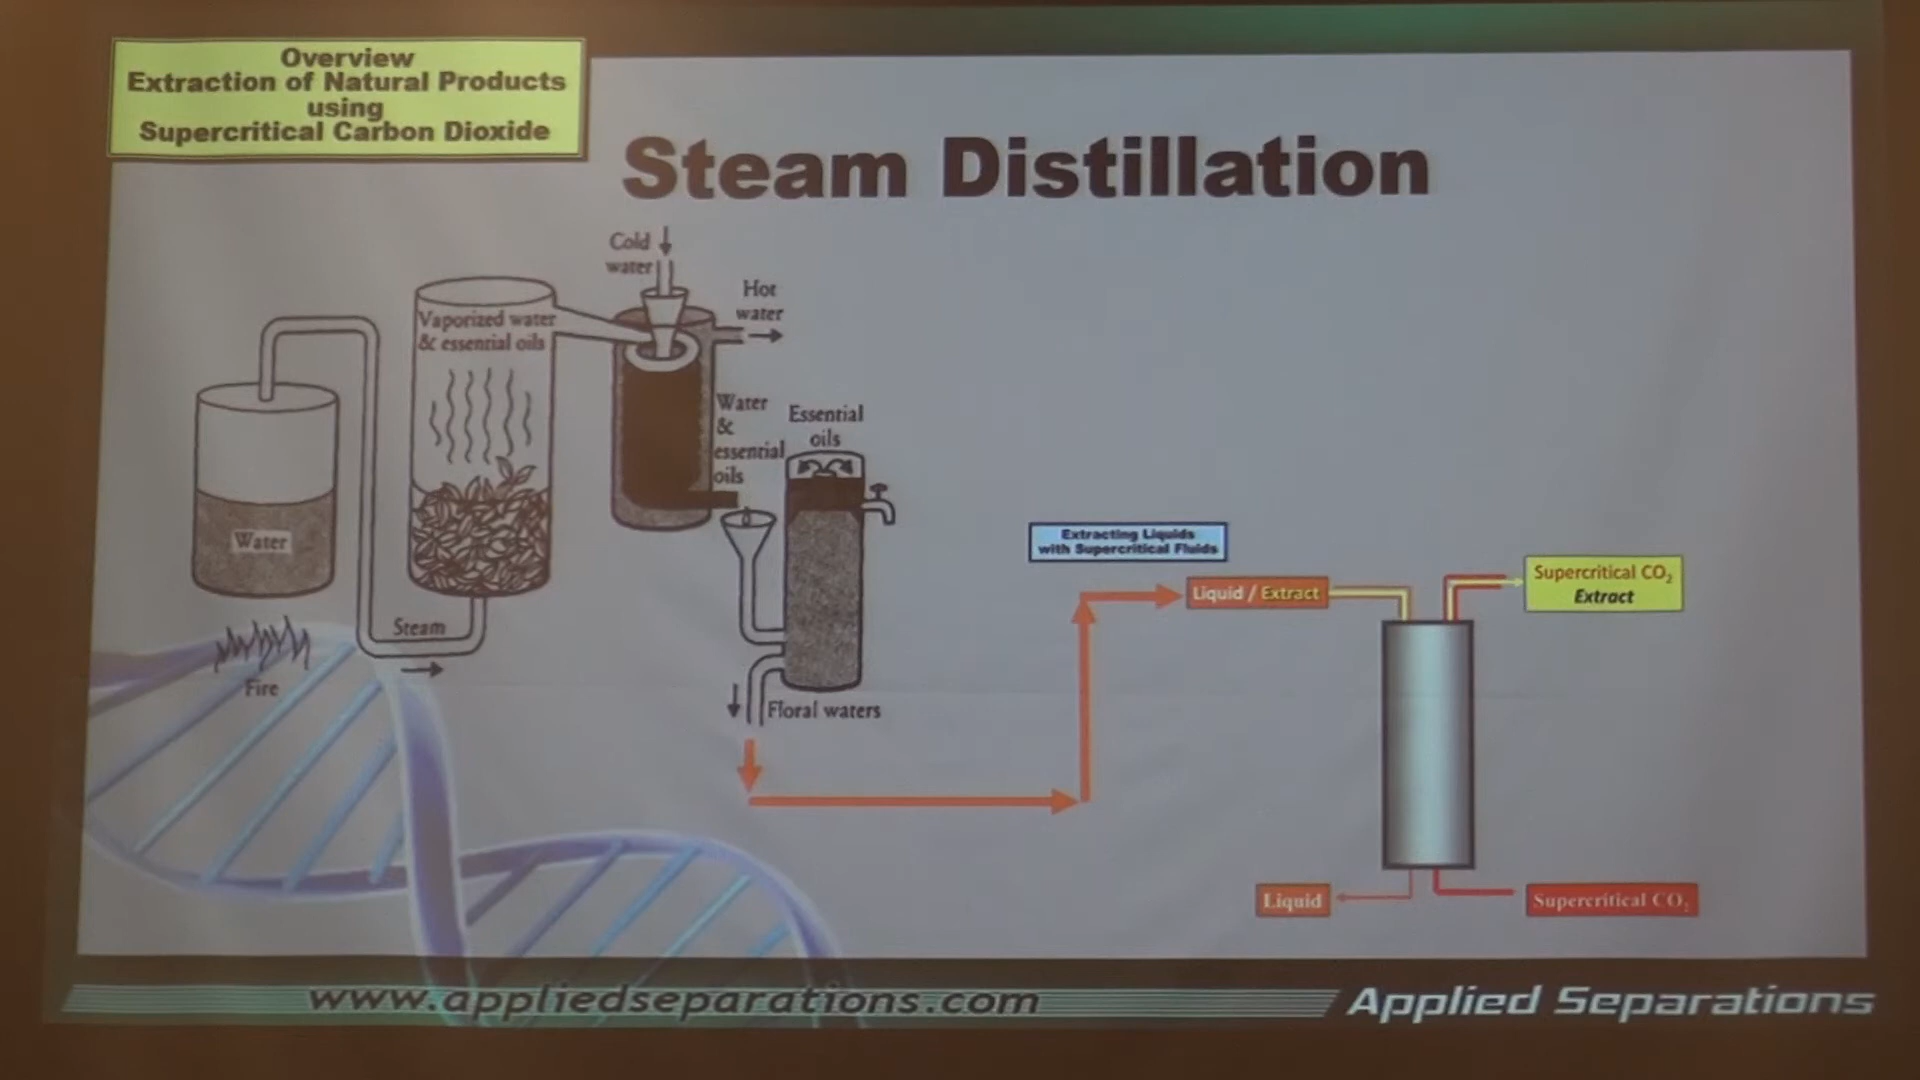 Overview
Extraction of Natural Products
using
Supercritical Carbon Dioxide
Steam Distillation
Cold
water
Hot
water
Vaporized water
& essential oils
Water
&
essential
oils
Essential
oils
Water
Steam
Fire
Floral waters
Extracting Liquids
with Supercritical Fluids
Liquid / Extract
Supercritical CO₂
Extract
Liquid
Supercritical CO₂
www.appliedseparations.com
Applied Separations